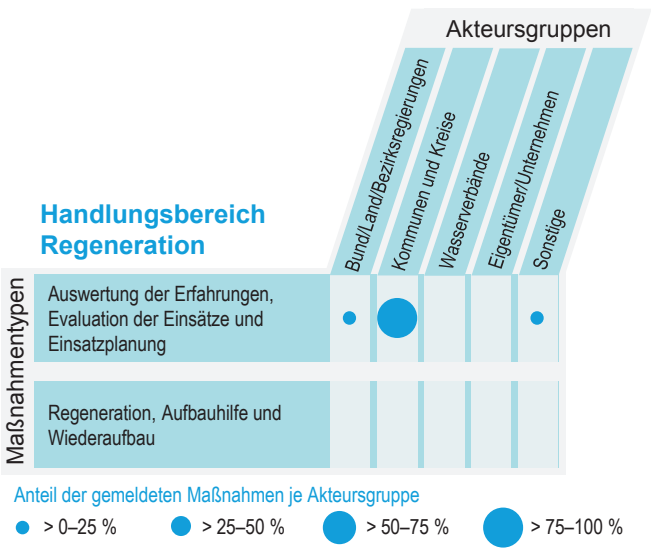 Akteursgruppen
Bund/Land/Bezirksregierungen
Kommunen und Kreise
Wasserverbände
Eigentümer/Unternehmen
Sonstige
Handlungsbereich
Regeneration
Maßnahmentypen
Auswertung der Erfahrungen,
Evaluation der Einsätze und
Einsatzplanung
Regeneration, Aufbauhilfe und
Wiederaufbau
Anteil der gemeldeten Maßnahmen je Akteursgruppe
> 0–25 %
> 25–50 %
> 50–75 %
> 75–100 %